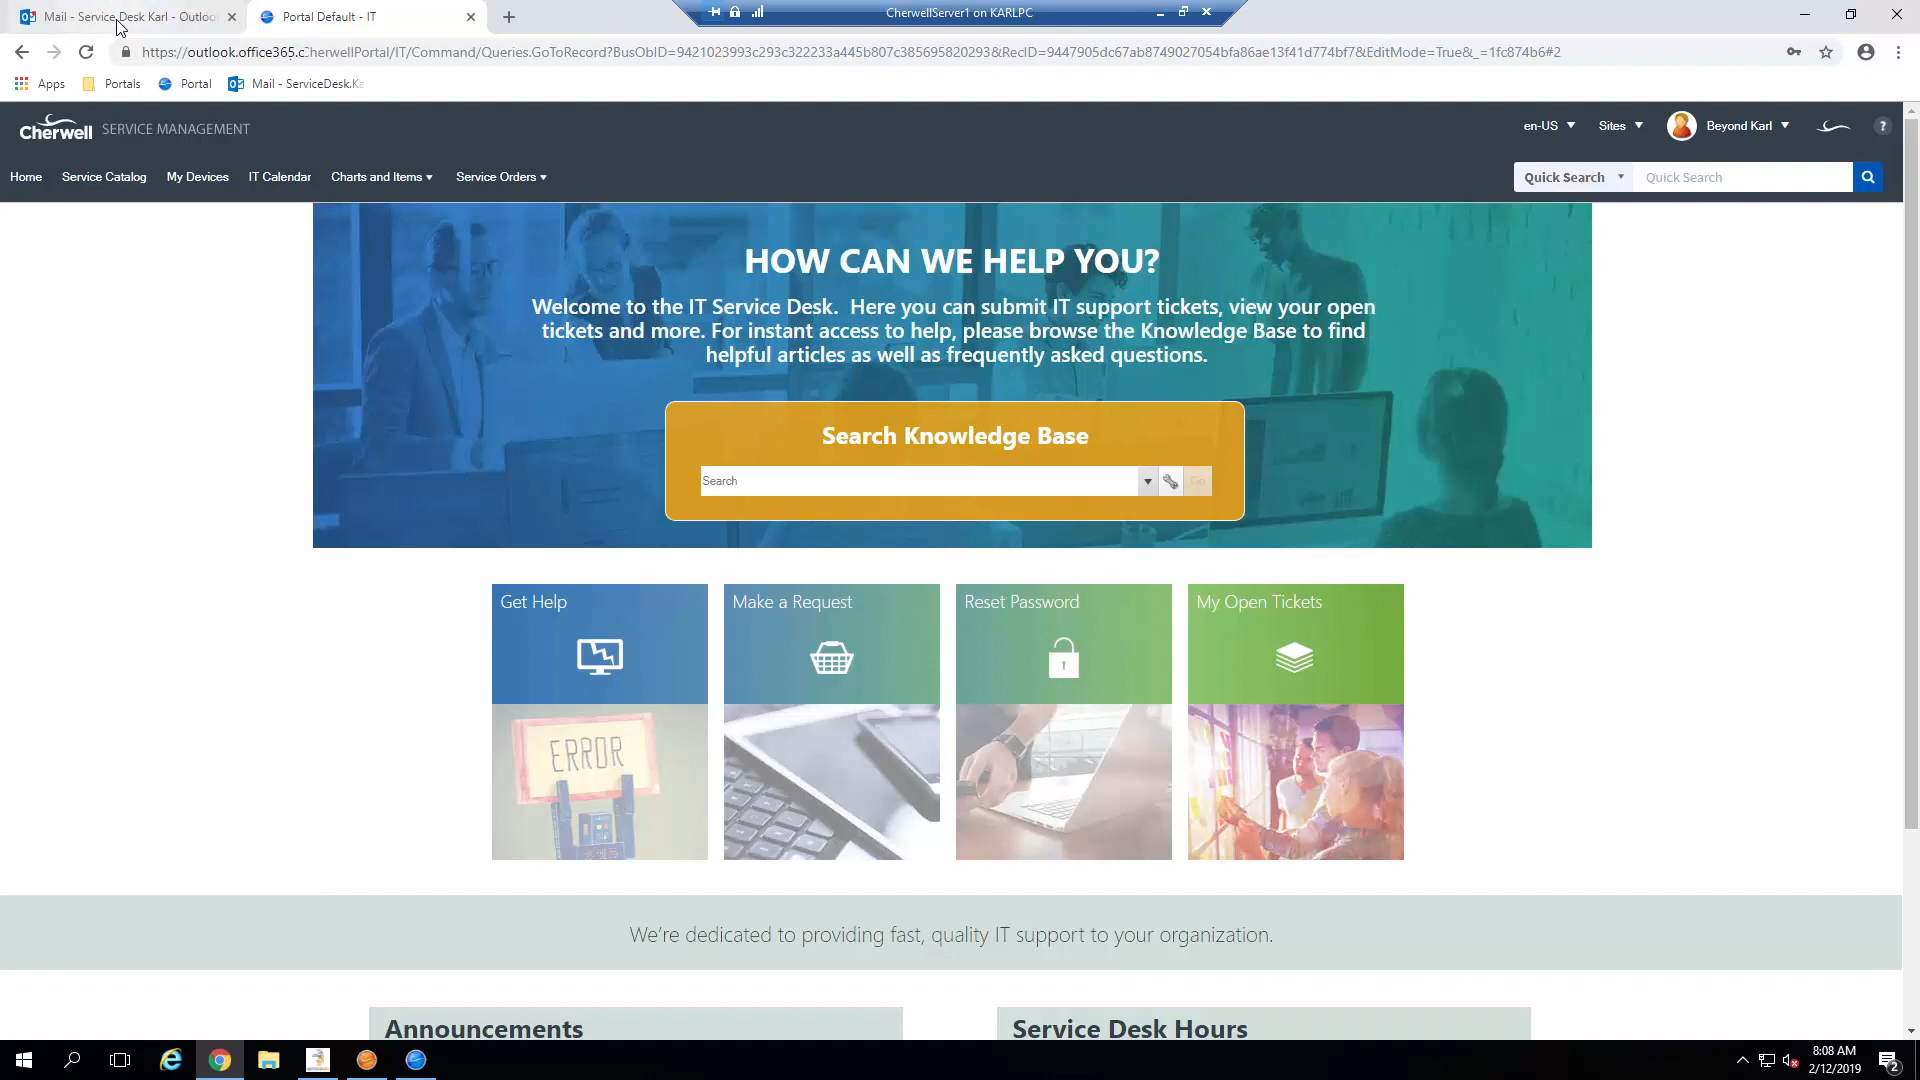 Mail - Service Desk Karl - Outlo
Portal Default - IT
CherwellServer1 on KARLPC
https://outlook.office365.cCherwellPortal/IT/Command/Queries.GoToRecord?BusObID=9421023993c293c322233a445b807c385695820293&RecID=9447905dc67ab8749027054bfa86ae13f41d774bf7&EditMode=True&_=1fc874b6#2
Apps
Portals
Portal
Mail - ServiceDesk.Ka
Cherwell SERVICE MANAGEMENT
en-US
Sites
Beyond Karl
?
Home
Service Catalog
My Devices
IT Calendar
Charts and Items
Service Orders
Quick Search
Quick Search
HOW CAN WE HELP YOU?
Welcome to the IT Service Desk. Here you can submit IT support tickets, view your open
tickets and more. For instant access to help, please browse the Knowledge Base to find
helpful articles as well as frequently asked questions.
Search Knowledge Base
Search
Go
Get Help
Make a Request
Reset Password
My Open Tickets
ERROR
We're dedicated to providing fast, quality IT support to your organization.
Announcements
Service Desk Hours
8:08 AM
2/12/2019
2